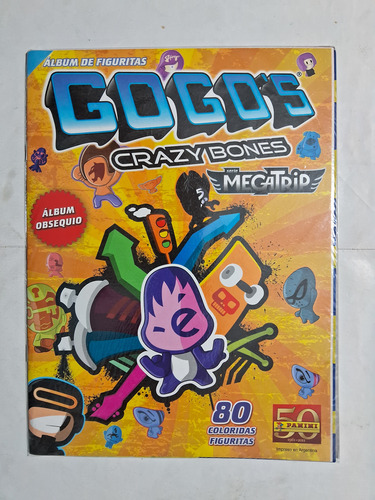 ÁLBUM DE FIGURITAS
GOGO'S
CRAZY BONES
serie
MEGATRIP
ÁLBUM
OBSEQUIO
80
COLORIDAS
FIGURITAS
50
PANINI
Impreso en Argentina